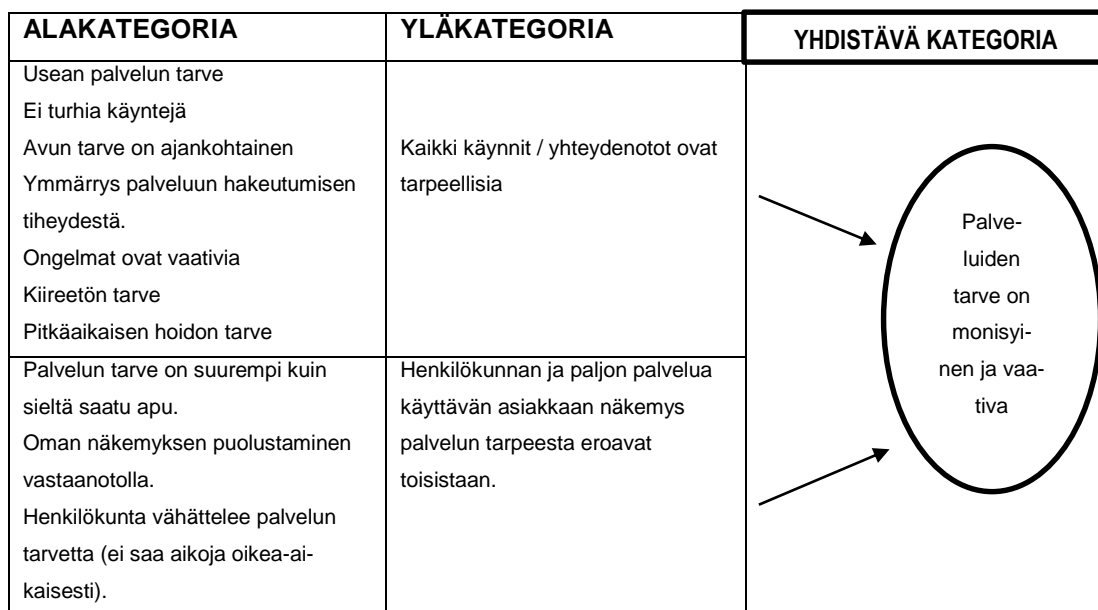 ALAKATEGORIA
YLÄKATEGORIA
YHDISTÄVÄ KATEGORIA
Usean palvelun tarve
Ei turhia käyntejä
Avun tarve on ajankohtainen
Ymmärrys palveluun hakeutumisen
tiheydestä.
Ongelmat ovat vaativia
Kiireetön tarve
Pitkäaikaisen hoidon tarve
Kaikki käynnit / yhteydenotot ovat
tarpeellisia
Palvelun tarve on suurempi kuin
sieltä saatu apu.
Oman näkemyksen puolustaminen
vastaanotolla.
Henkilökunta vähättelee palvelun
tarvetta (ei saa aikoja oikea-ai-
kaisesti).
Henkilökunnan ja paljon palvelua
käyttävän asiakkaan näkemys
palvelun tarpeesta eroavat
toisistaan.
Palve-
luiden
tarve on
monisyi-
nen ja vaa-
tiva